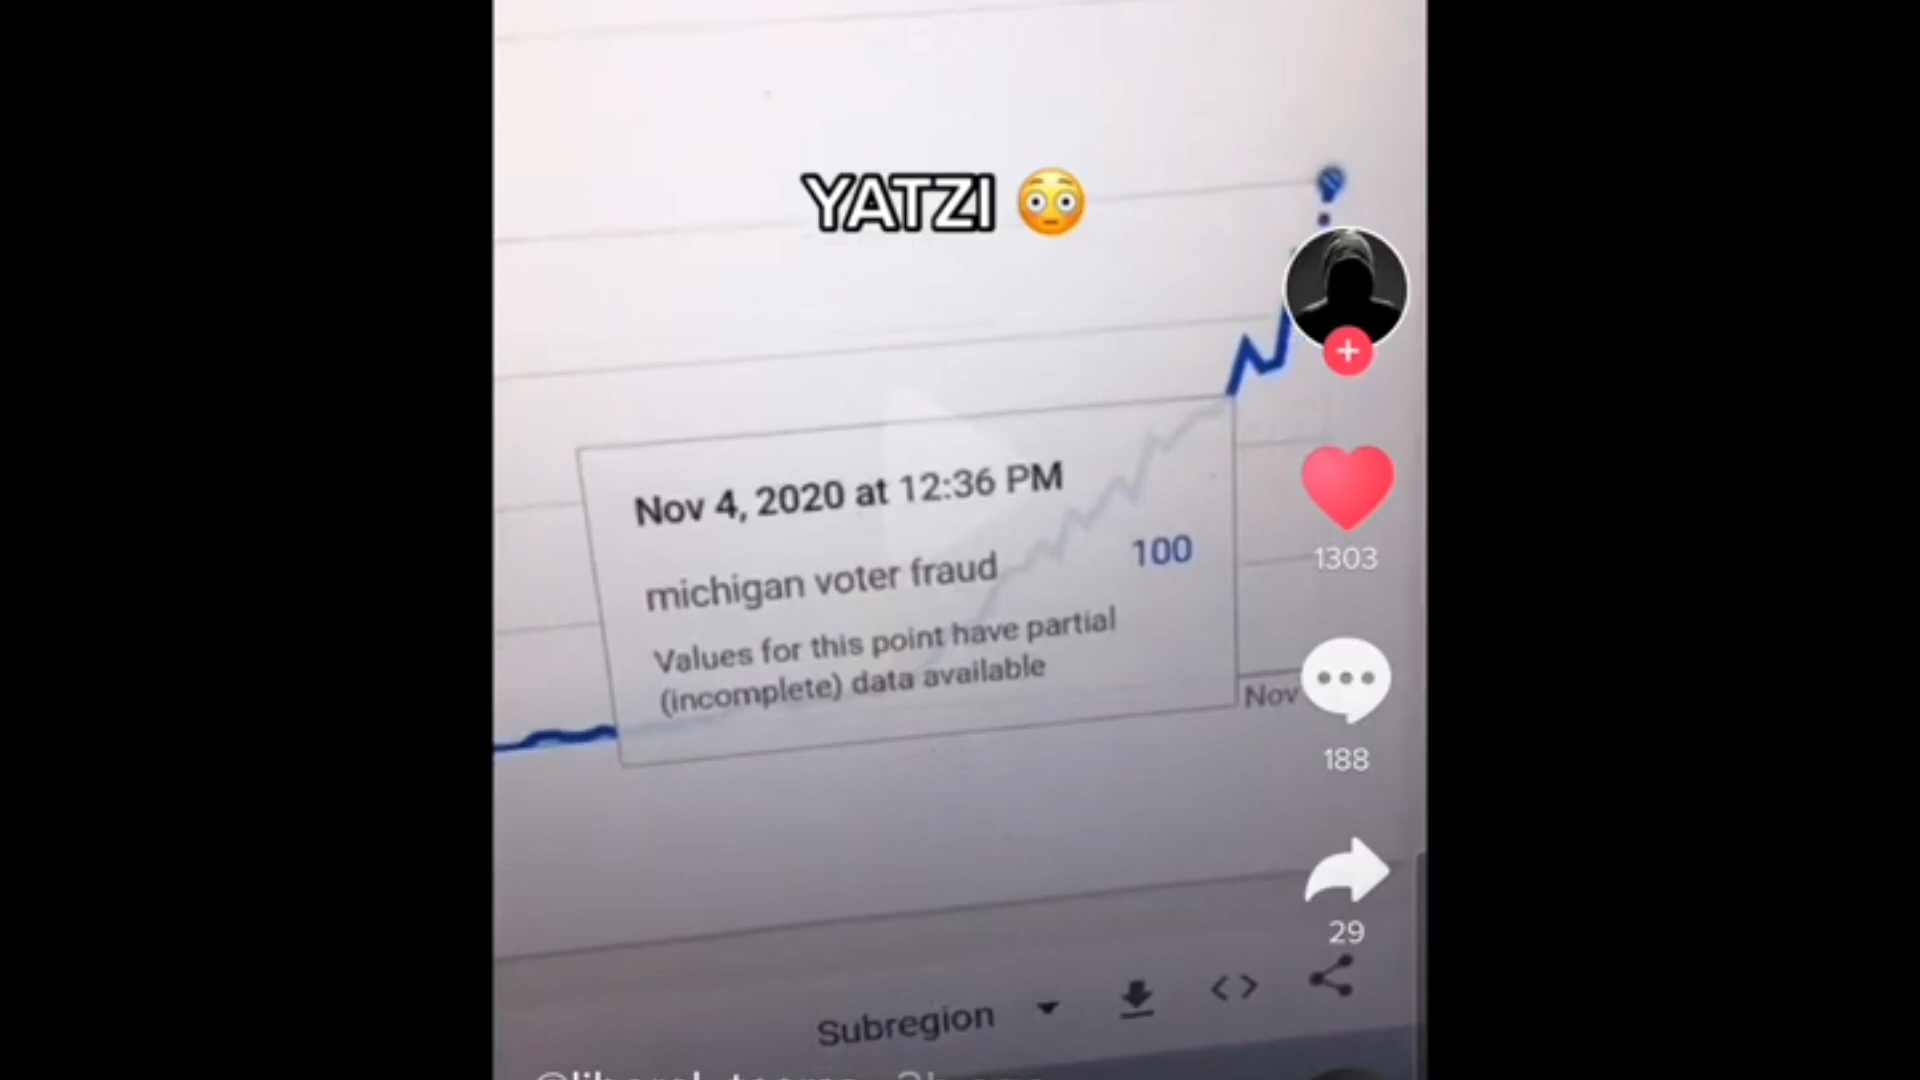 YATZI 😳
Nov 4, 2020 at 12:36 PM
michigan voter fraud 100
Values for this point have partial
(incomplete) data available
Nov
1303
188
29
Subregion